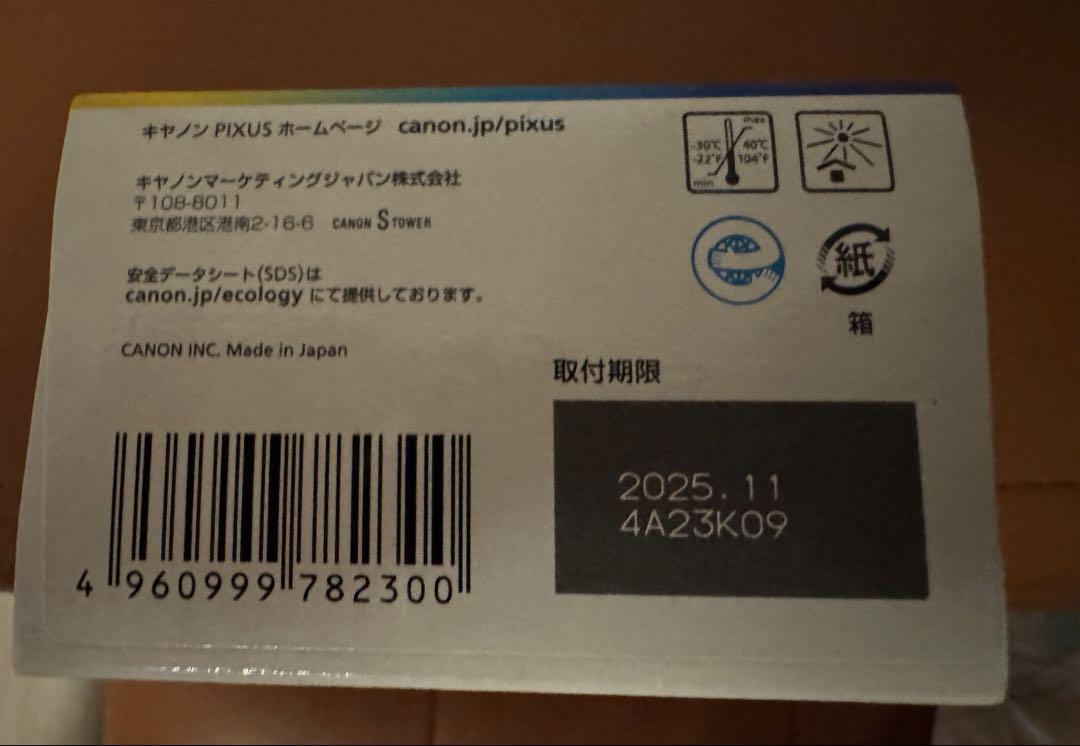 キヤノン PIXUS ホームページ canon.jp/pixus
キヤノンマーケティングジャパン株式会社
〒108-8011
東京都港区港南2-16-6 CANON S TOWER
安全データシート(SDS)は
canon.jp/ecology にて提供しております。
CANON INC. Made in Japan
max
-30℃ 40℃
-22°F 104°F
min
紙
箱
取付期限
2025.11
4A23K09
4 960999 782300